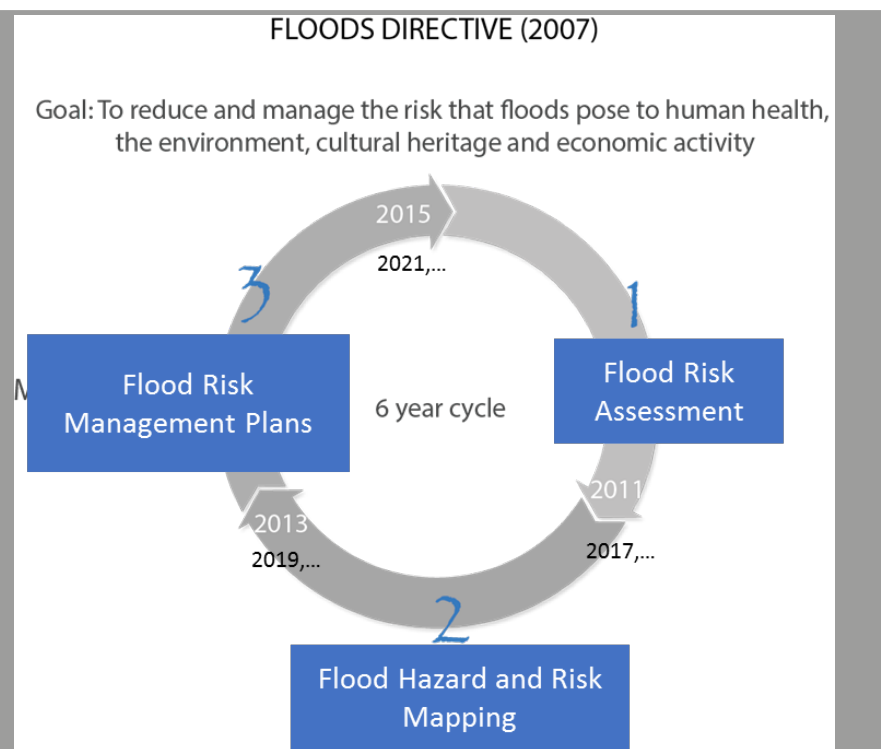 FLOODS DIRECTIVE (2007)
Goal: To reduce and manage the risk that floods pose to human health,
the environment, cultural heritage and economic activity
2015
2021,...
3
1
Flood Risk
Management Plans
6 year cycle
Flood Risk
Assessment
2011
2017,...
2013
2019,...
2
Flood Hazard and Risk
Mapping